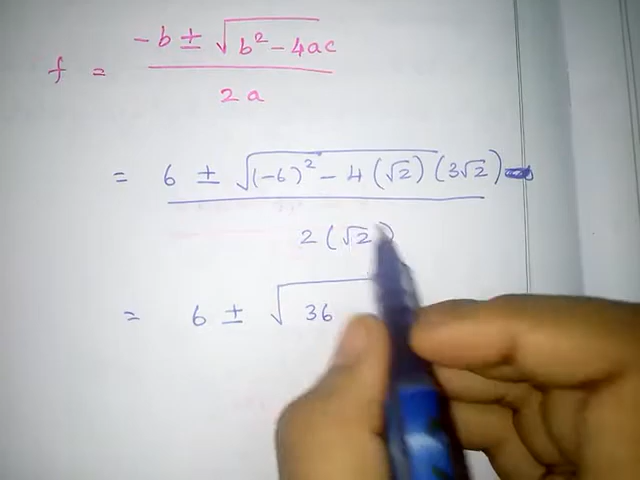 f = (-b ± √(b² - 4ac)) / 2a
= (6 ± √((-6)² - 4(√2)(3√2))) / 2(√2)
= 6 ± √36